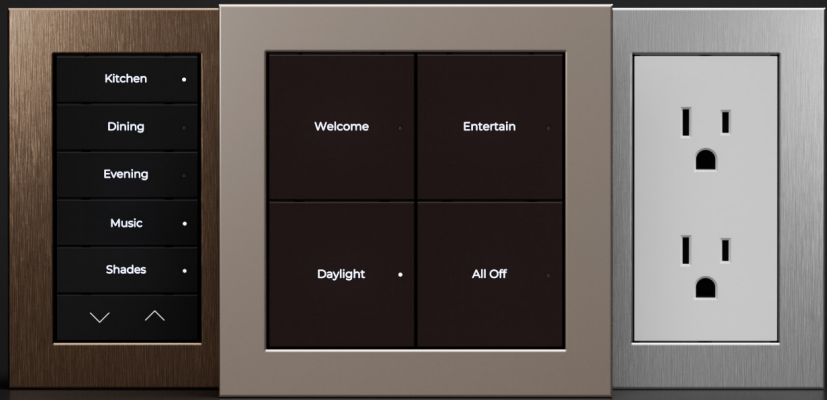 Kitchen
Dining
Evening
Music
Shades
Welcome
Entertain
Daylight
All Off